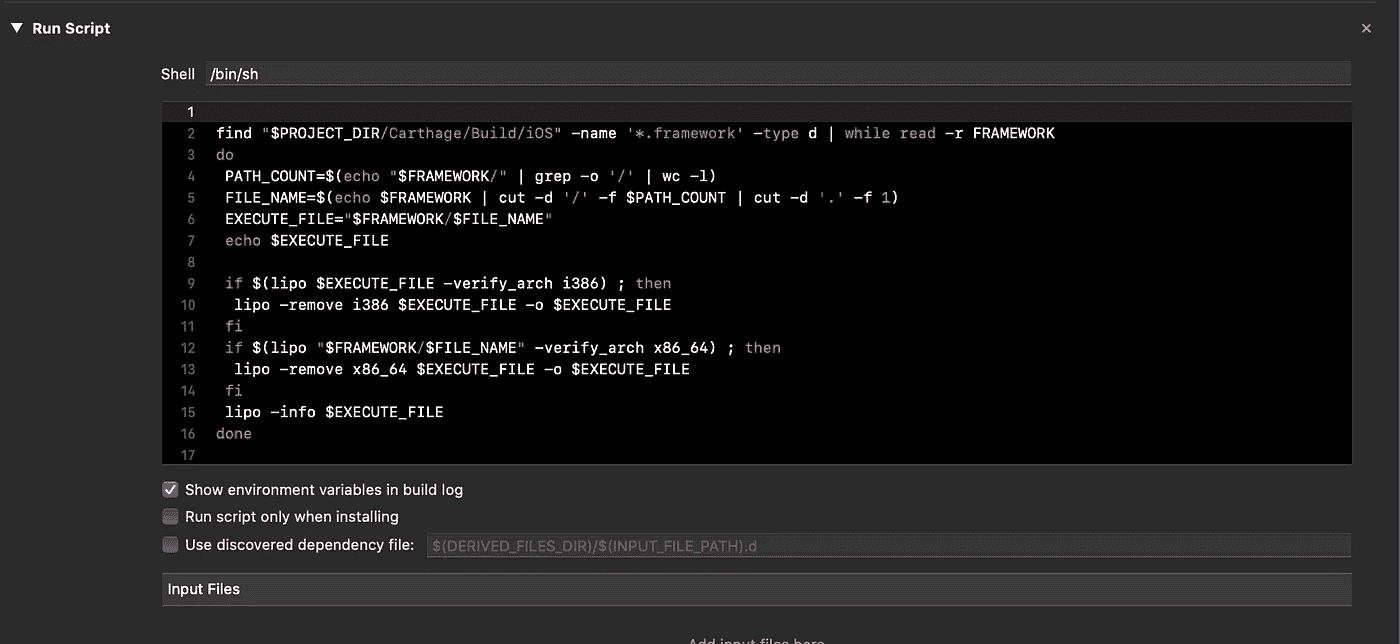 Run Script
Shell /bin/sh
1
2 find "$PROJECT_DIR/Carthage/Build/iOS" -name '*.framework' -type d | while read -r FRAMEWORK
3 do
4 PATH_COUNT=$(echo "$FRAMEWORK/" | grep -o '/' | wc -l)
5 FILE_NAME=$(echo $FRAMEWORK | cut -d '/' -f $PATH_COUNT | cut -d '.' -f 1)
6 EXECUTE_FILE="$FRAMEWORK/$FILE_NAME"
7 echo $EXECUTE_FILE
8
9 if $(lipo $EXECUTE_FILE -verify_arch i386) ; then
10 lipo -remove i386 $EXECUTE_FILE -o $EXECUTE_FILE
11 fi
12 if $(lipo "$FRAMEWORK/$FILE_NAME" -verify_arch x86_64) ; then
13 lipo -remove x86_64 $EXECUTE_FILE -o $EXECUTE_FILE
14 fi
15 lipo -info $EXECUTE_FILE
16 done
17
Show environment variables in build log
Run script only when installing
Use discovered dependency file: $(DERIVED_FILES_DIR)/$(INPUT_FILE_PATH).d
Input Files
Add input files here